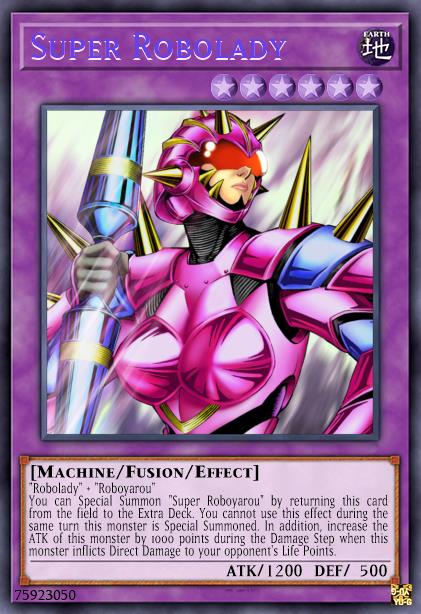 Super Robolady
EARTH
地
[Machine/Fusion/Effect]
"Robolady" + "Roboyarou"
You can Special Summon "Super Roboyarou" by returning this card
from the field to the Extra Deck. You cannot use this effect during the
same turn this monster is Special Summoned. In addition, increase the
ATK of this monster by 1000 points during the Damage Step when this
monster inflicts Direct Damage to your opponent's Life Points.
ATK/1200 DEF/ 500
75923050